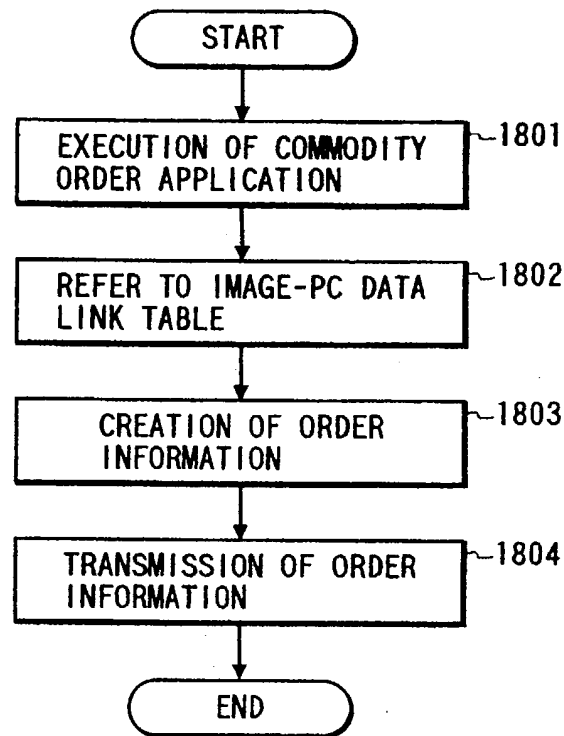 START
EXECUTION OF COMMODITY
ORDER APPLICATION
1801
REFER TO IMAGE-PC DATA
LINK TABLE
1802
CREATION OF ORDER
INFORMATION
1803
TRANSMISSION OF ORDER
INFORMATION
1804
END